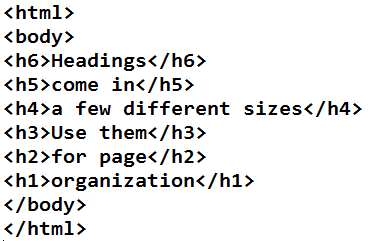 <html>
<body>
<h6>Headings</h6>
<h5>come in</h5>
<h4>a few different sizes</h4>
<h3>Use them</h3>
<h2>for page</h2>
<h1>organization</h1>
</body>
</html>